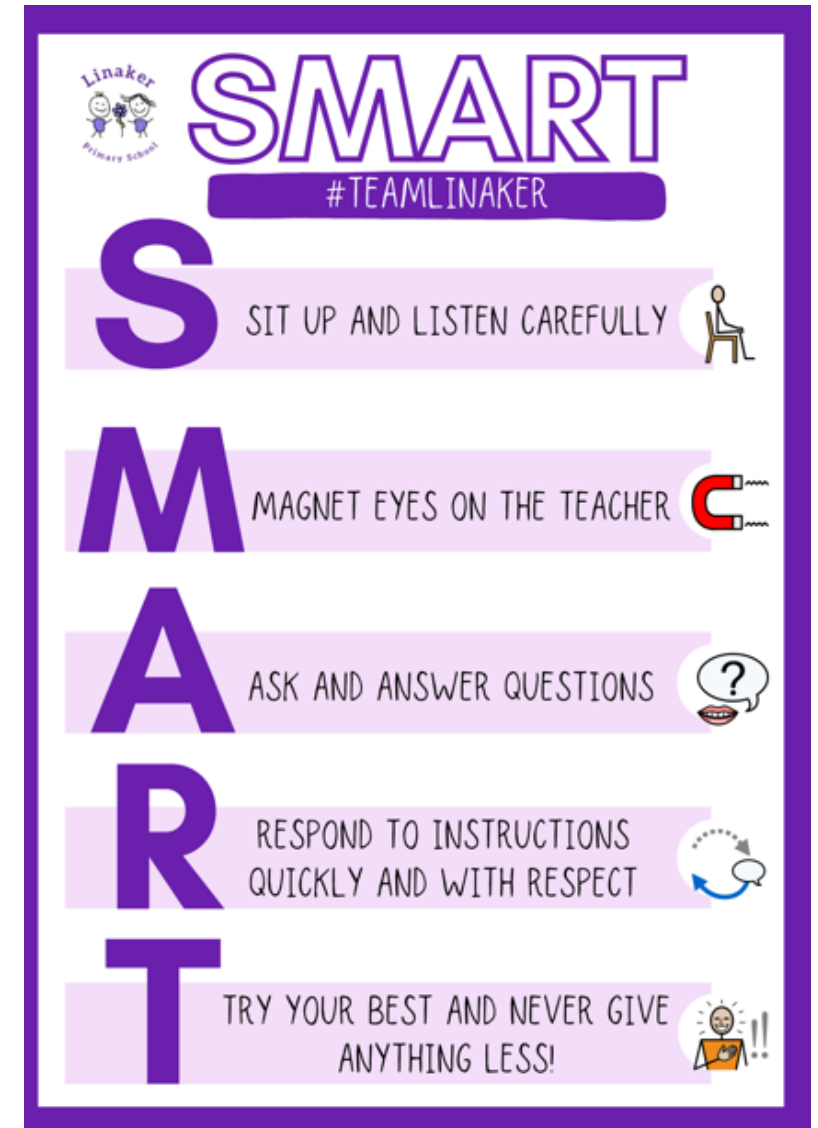 Linaker
Primary School
SMART
#TEAMLINAKER
S
SIT UP AND LISTEN CAREFULLY
M
MAGNET EYES ON THE TEACHER
A
ASK AND ANSWER QUESTIONS
?
R
RESPOND TO INSTRUCTIONS
QUICKLY AND WITH RESPECT
T
TRY YOUR BEST AND NEVER GIVE
ANYTHING LESS!
!!